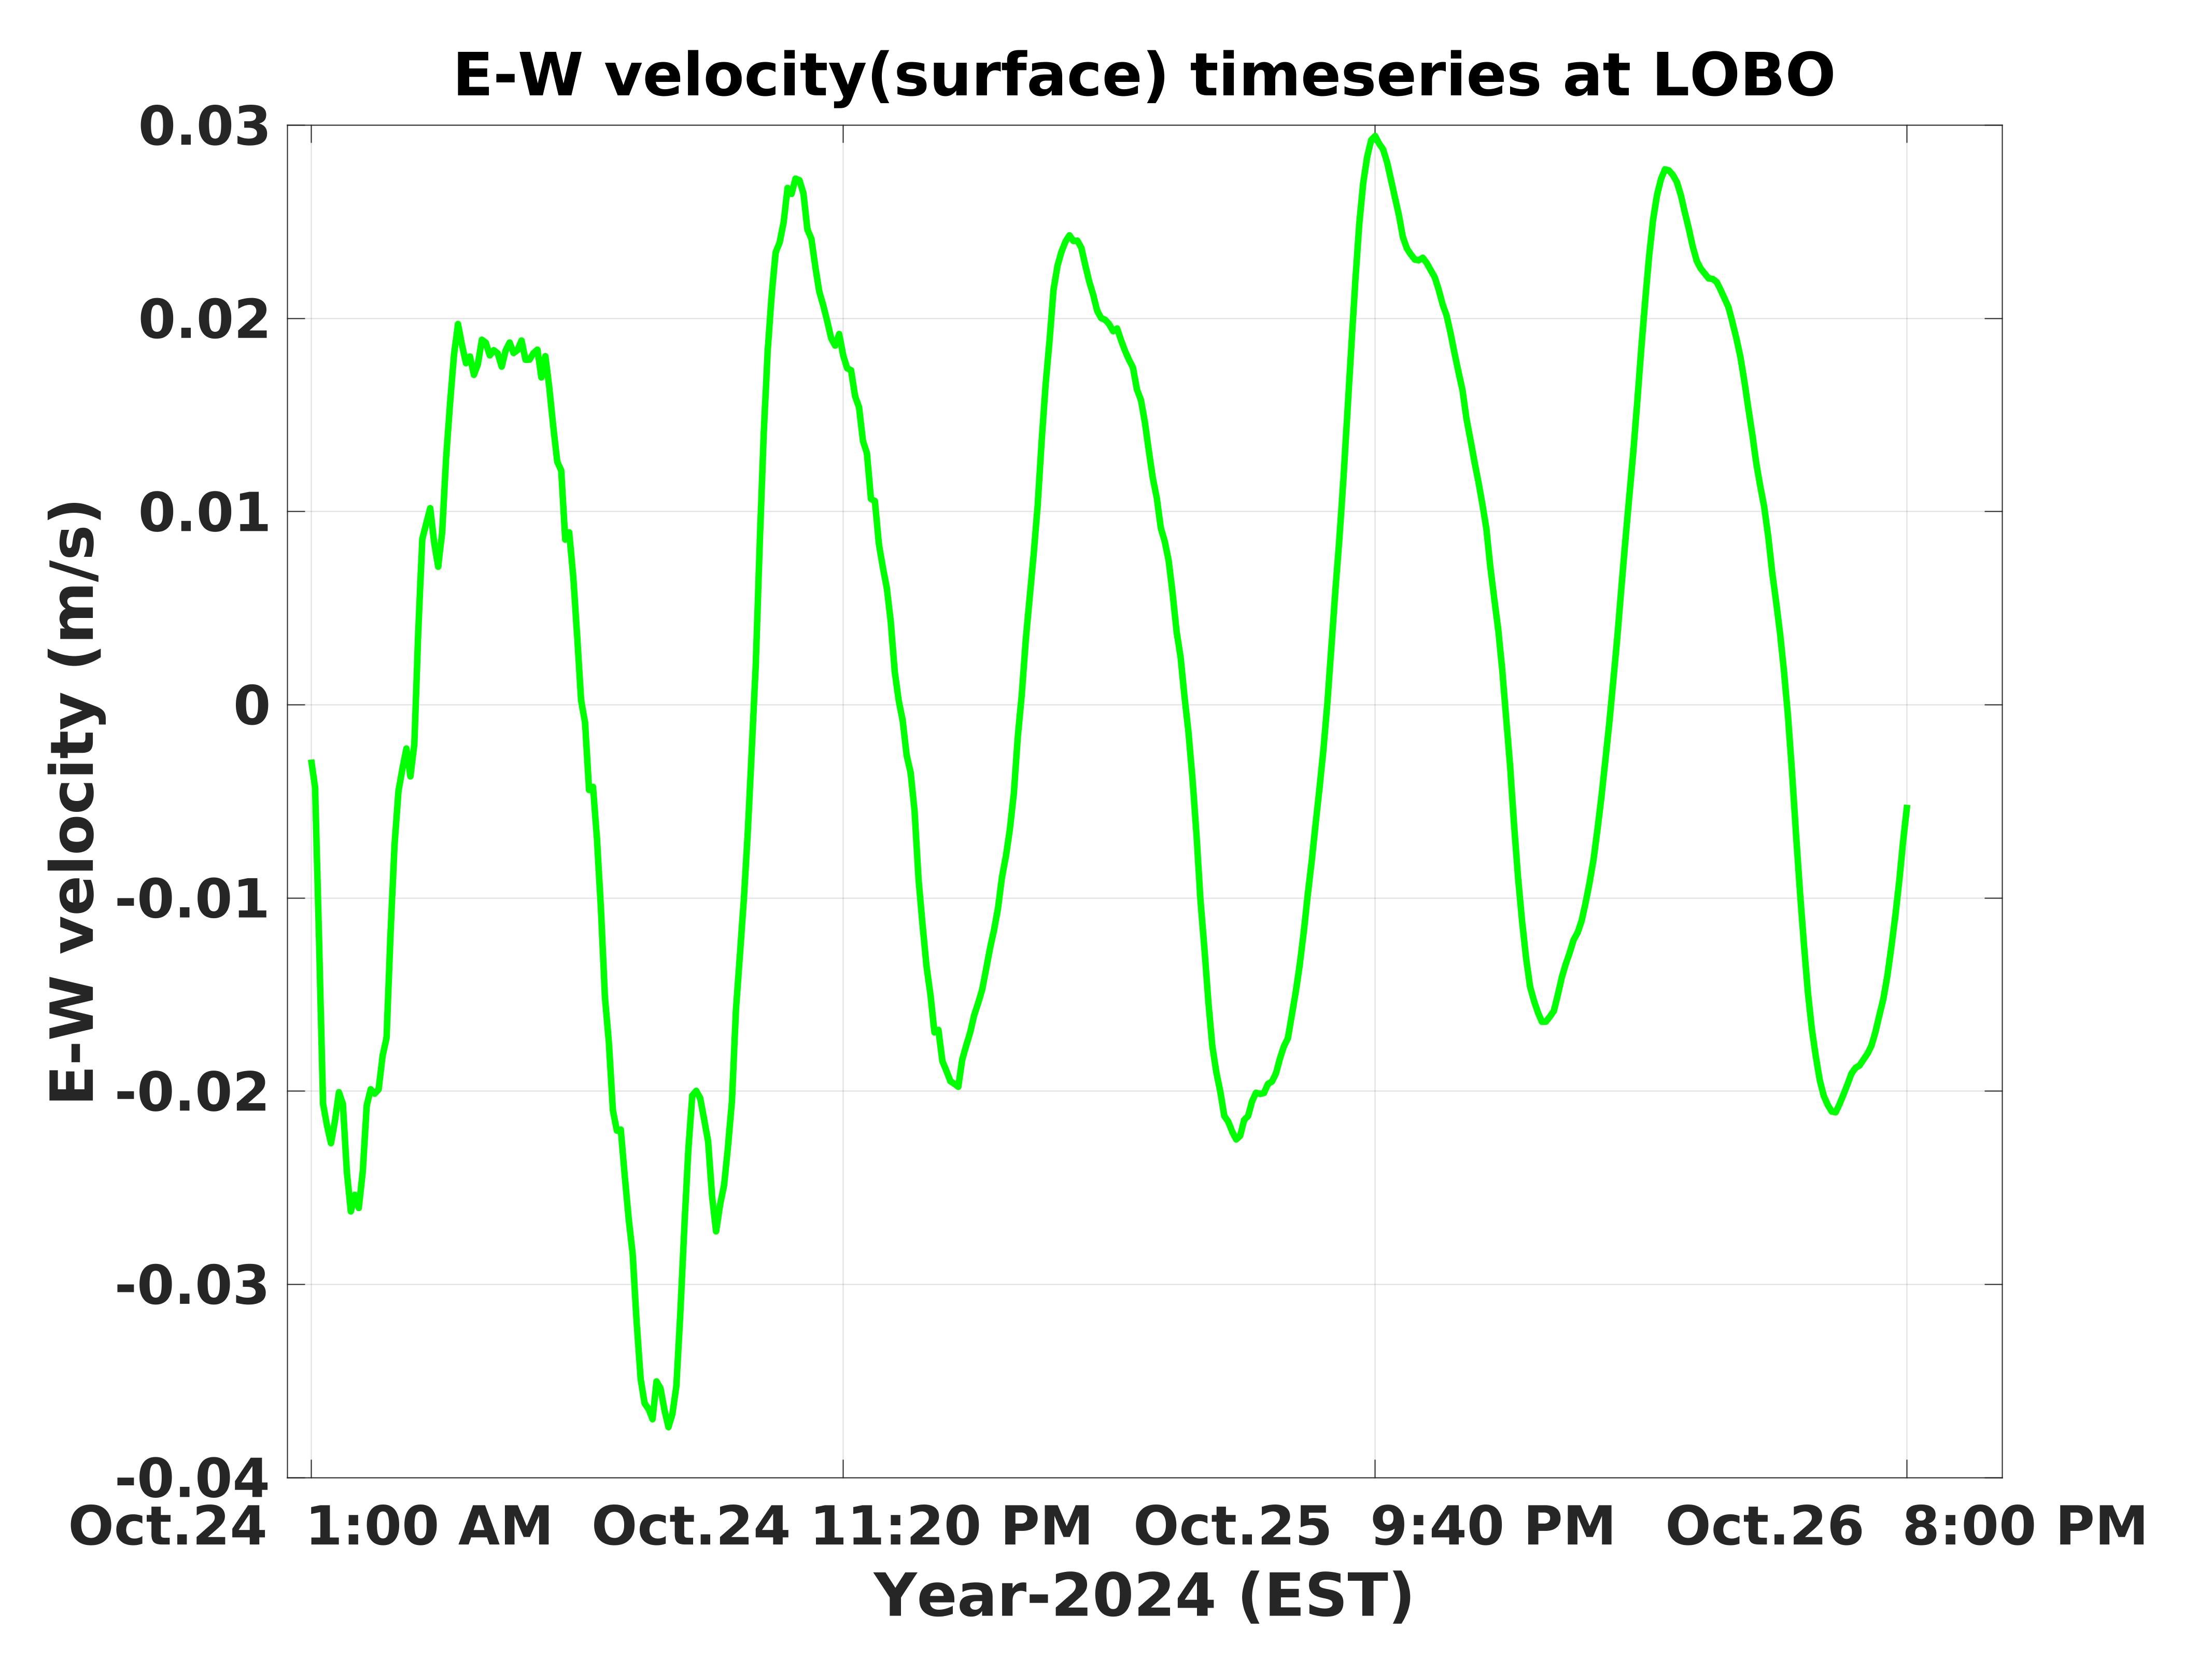 E-W velocity(surface) timeseries at LOBO
0.03
0.02
0.01
0
-0.01
-0.02
-0.03
-0.04
E-W velocity (m/s)
Oct.24 1:00 AM Oct.24 11:20 PM Oct.25 9:40 PM Oct.26 8:00 PM
Year-2024 (EST)